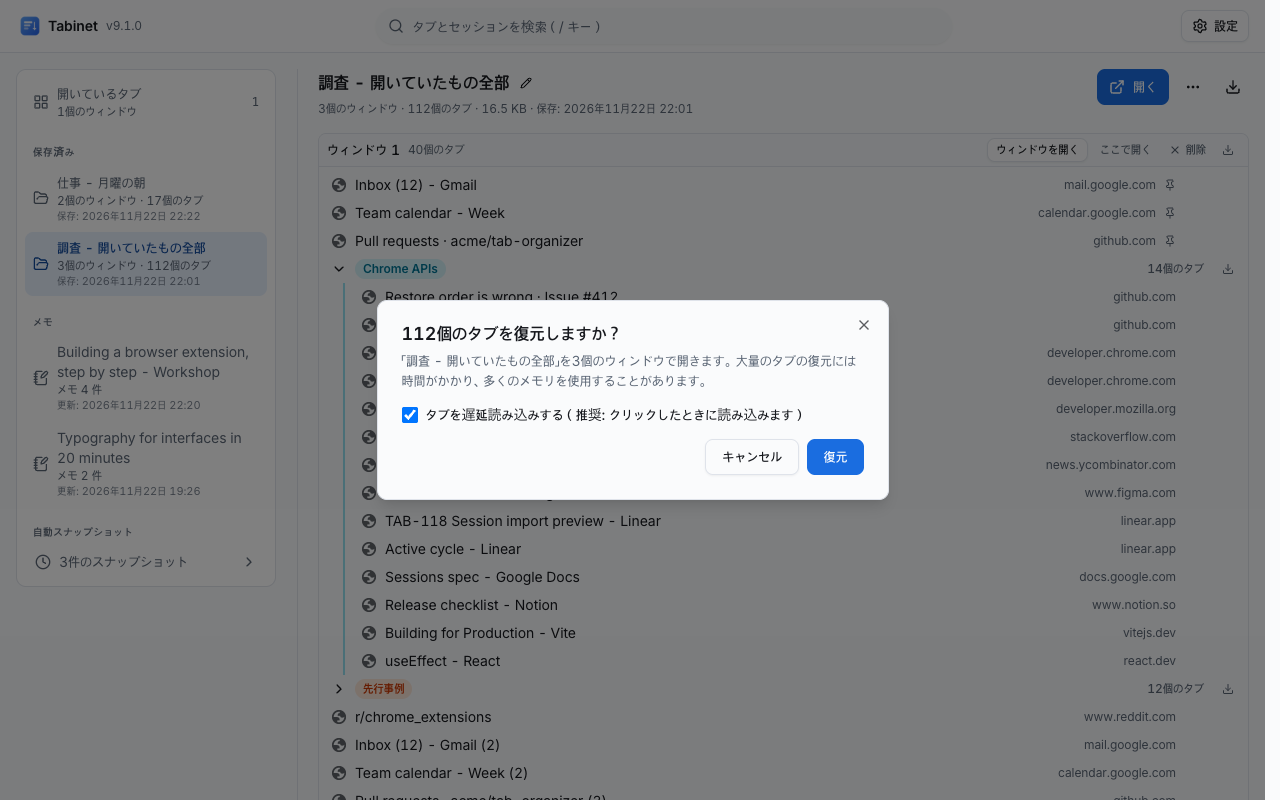 Tabinet v9.1.0
タブとセッションを検索 ( / キー )
設定
開いているタブ
1個のウィンドウ
1
保存済み
仕事 - 月曜の朝
2個のウィンドウ · 17個のタブ
保存: 2026年11月22日 22:22
調査 - 開いていたもの全部
3個のウィンドウ · 112個のタブ
保存: 2026年11月22日 22:01
メモ
Building a browser extension,
step by step - Workshop
メモ 4 件
更新: 2026年11月22日 22:20
Typography for interfaces in
20 minutes
メモ 2 件
更新: 2026年11月22日 19:26
自動スナップショット
3件のスナップショット
調査 - 開いていたもの全部
3個のウィンドウ · 112個のタブ · 16.5 KB · 保存: 2026年11月22日 22:01
開く
ウィンドウ 1 40個のタブ
ウィンドウを開く
ここで開く
削除
Inbox (12) - Gmail
mail.google.com
Team calendar - Week
calendar.google.com
Pull requests · acme/tab-organizer
github.com
Chrome APIs
14個のタブ
Restore order is wrong · Issue #412
github.com
github.com
developer.chrome.com
developer.chrome.com
developer.mozilla.org
stackoverflow.com
news.ycombinator.com
www.figma.com
112個のタブを復元しますか？
「調査 - 開いていたもの全部」を3個のウィンドウで開きます。大量のタブの復元には
時間がかかり、多くのメモリを使用することがあります。
タブを遅延読み込みする ( 推奨: クリックしたときに読み込みます )
キャンセル
復元
TAB-118 Session import preview - Linear
linear.app
Active cycle - Linear
linear.app
Sessions spec - Google Docs
docs.google.com
Release checklist - Notion
www.notion.so
Building for Production - Vite
vitejs.dev
useEffect - React
react.dev
先行事例
12個のタブ
r/chrome_extensions
www.reddit.com
Inbox (12) - Gmail (2)
mail.google.com
Team calendar - Week (2)
calendar.google.com
Pull requests · acme/tab-organizer (2)
github.com